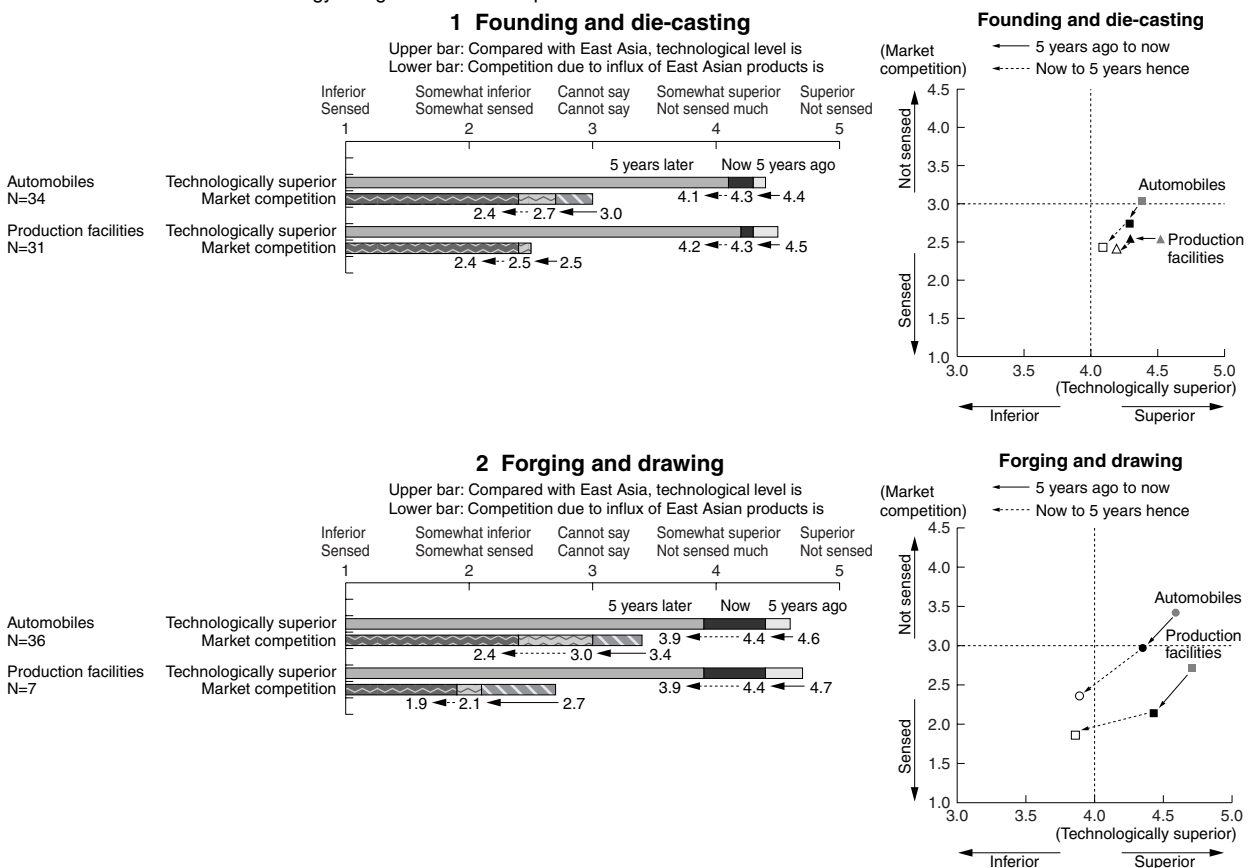 1 Founding and die-casting
Upper bar: Compared with East Asia, technological level is
Lower bar: Competition due to influx of East Asian products is
Inferior Somewhat inferior Cannot say Somewhat superior Superior
Sensed Somewhat sensed Cannot say Not sensed much Not sensed
1 2 3 4 5
5 years later Now 5 years ago
Automobiles Technologically superior
N=34 Market competition
4.1 4.3 4.4
2.4 2.7 3.0
Production facilities Technologically superior
N=31 Market competition
4.2 4.3 4.5
2.4 2.5 2.5
Founding and die-casting
(Market
competition)
5 years ago to now
Now to 5 years hence
4.5
4.0
3.5
3.0
2.5
2.0
1.5
1.0
Not sensed
Sensed
Automobiles
Production
facilities
3.0 3.5 4.0 4.5 5.0
(Technologically superior)
Inferior Superior
2 Forging and drawing
Upper bar: Compared with East Asia, technological level is
Lower bar: Competition due to influx of East Asian products is
Inferior Somewhat inferior Cannot say Somewhat superior Superior
Sensed Somewhat sensed Cannot say Not sensed much Not sensed
1 2 3 4 5
5 years later Now 5 years ago
Automobiles Technologically superior
N=36 Market competition
3.9 4.4 4.6
2.4 3.0 3.4
Production facilities Technologically superior
N=7 Market competition
3.9 4.4 4.7
1.9 2.1 2.7
Forging and drawing
(Market
competition)
5 years ago to now
Now to 5 years hence
4.5
4.0
3.5
3.0
2.5
2.0
1.5
1.0
Not sensed
Sensed
Automobiles
Production
facilities
3.0 3.5 4.0 4.5 5.0
(Technologically superior)
Inferior Superior